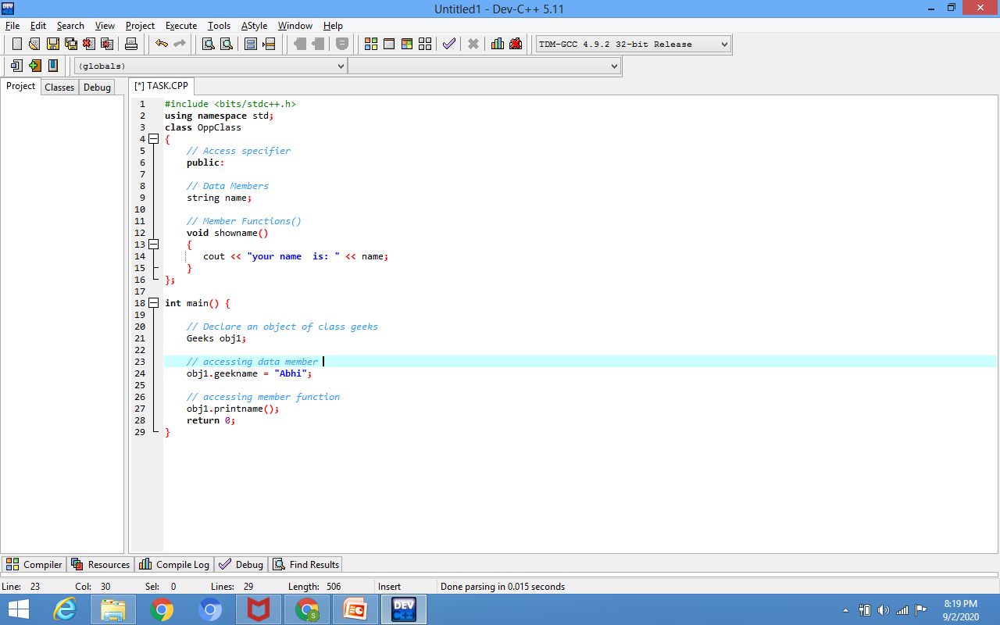 Untitled1 - Dev-C++ 5.11
File Edit Search View Project Execute Tools AStyle Window Help
TDM-GCC 4.9.2 32-bit Release
(globals)
Project Classes Debug [*] TASK.CPP
1 #include <bits/stdc++.h>
2 using namespace std;
3 class OppClass
4 {
5 // Access specifier
6 public:
7
8 // Data Members
9 string name;
10
11 // Member Functions()
12 void showname()
13 {
14 cout << "your name  is: " << name;
15 }
16 };
17
18 int main() {
19
20 // Declare an object of class geeks
21 Geeks obj1;
22
23 // accessing data member
24 obj1.geekname = "Abhi";
25
26 // accessing member function
27 obj1.printname();
28 return 0;
29 }
Compiler Resources Compile Log Debug Find Results
Line: 23 Col: 30 Sel: 0 Lines: 29 Length: 506 Insert Done parsing in 0.015 seconds
S
DEV
C++
8:19 PM
9/2/2020